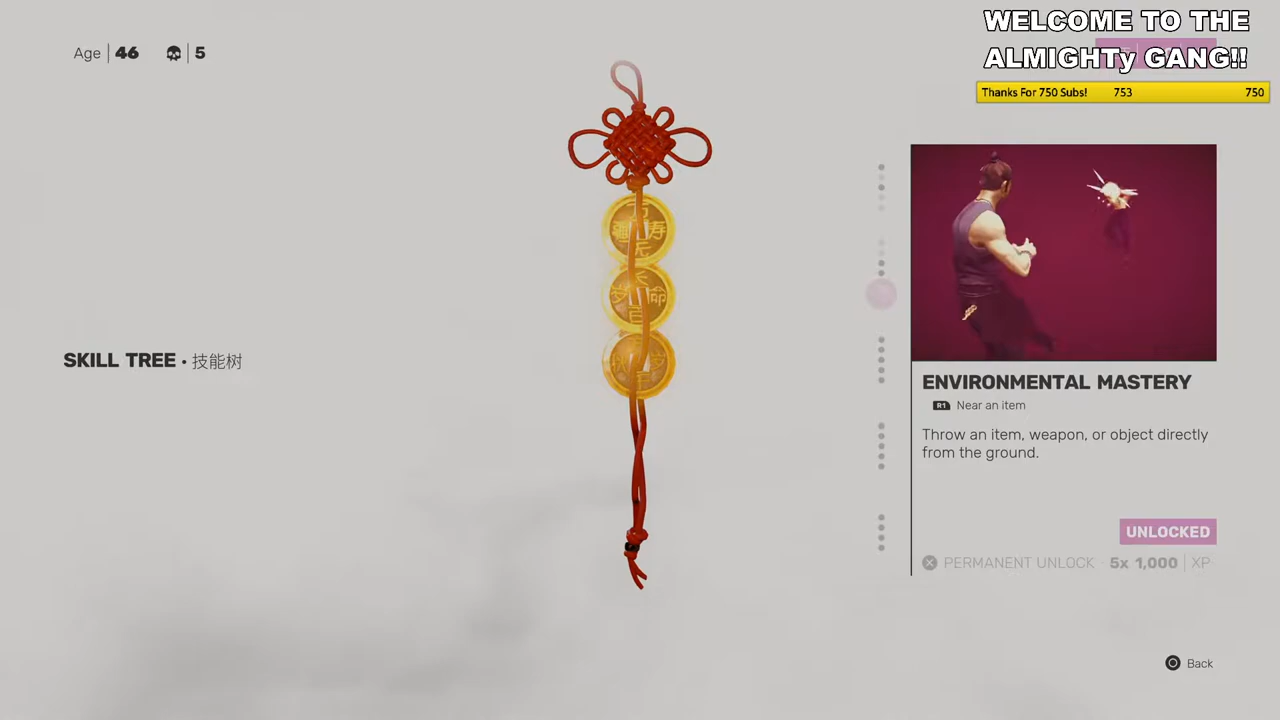 WELCOME TO THE
ALMIGHTy GANG!!
Age | 46 5
Thanks For 750 Subs! 753 750
SKILL TREE • 技能树
ENVIRONMENTAL MASTERY
R1 Near an item
Throw an item, weapon, or object directly
from the ground.
UNLOCKED
PERMANENT UNLOCK 5x 1,000 | XP
Back